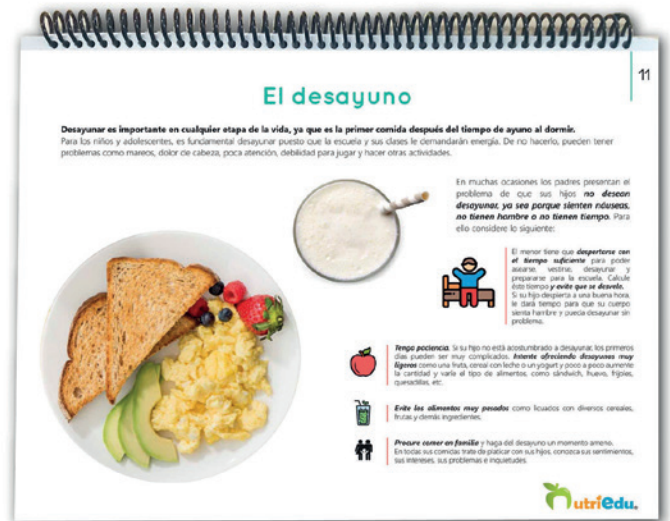 11
El desayuno
Desayunar es importante en cualquier etapa de la vida, ya que es la primer comida después del tiempo de ayuno al dormir.
Para los niños y adolescentes, es fundamental desayunar puesto que la escuela y sus clases le demandarán energía. De no hacerlo, pueden tener
problemas como mareos, dolor de cabeza, poca atención, debilidad para jugar y hacer otras actividades.
En muchas ocasiones los padres presentan el
problema de que sus hijos no desean
desayunar, ya sea porque sienten náuseas,
no tienen hambre o no tienen tiempo. Para
ello considere lo siguiente:
El menor tiene que despertarse con
el tiempo suficiente para poder
asearse, vestirse, desayunar y
prepararse para la escuela. Calcule
éste tiempo y evite que se desvele.
Si su hijo despierta a una buena hora,
le dará tiempo para que su cuerpo
sienta hambre y pueda desayunar sin
problema.
Tenga paciencia. Si su hijo no está acostumbrado a desayunar, los primeros
días pueden ser muy complicados. Intente ofreciendo desayunos muy
ligeros como una fruta, cereal con leche o un yogurt y poco a poco aumente
la cantidad y varíe el tipo de alimentos, como sándwich, huevo, frijoles,
quesadillas, etc.
Evite los alimentos muy pesados como licuados con diversos cereales,
frutas y demás ingredientes.
Procure comer en familia y haga del desayuno un momento ameno.
En todas sus comidas trate de platicar con sus hijos, conozca sus sentimientos,
sus intereses, sus problemas e inquietudes.
nutriEdu.